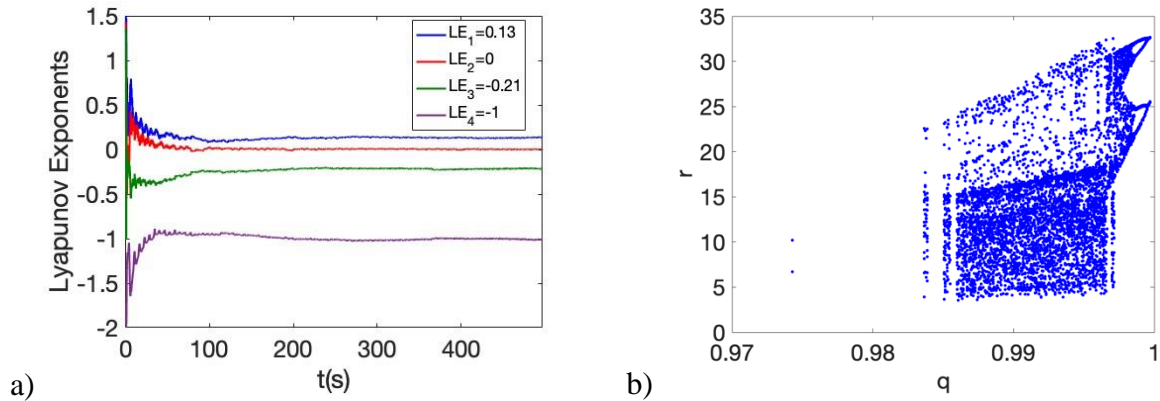 1.5
1
0.5
0
-0.5
-1
-1.5
-2
Lyapunov Exponents
LE1=0.13
LE2=0
LE3=-0.21
LE4=-1
0 100 200 300 400
t(s)
a)
35
30
25
20
15
10
5
0
r
0.97 0.98 0.99 1
q
b)